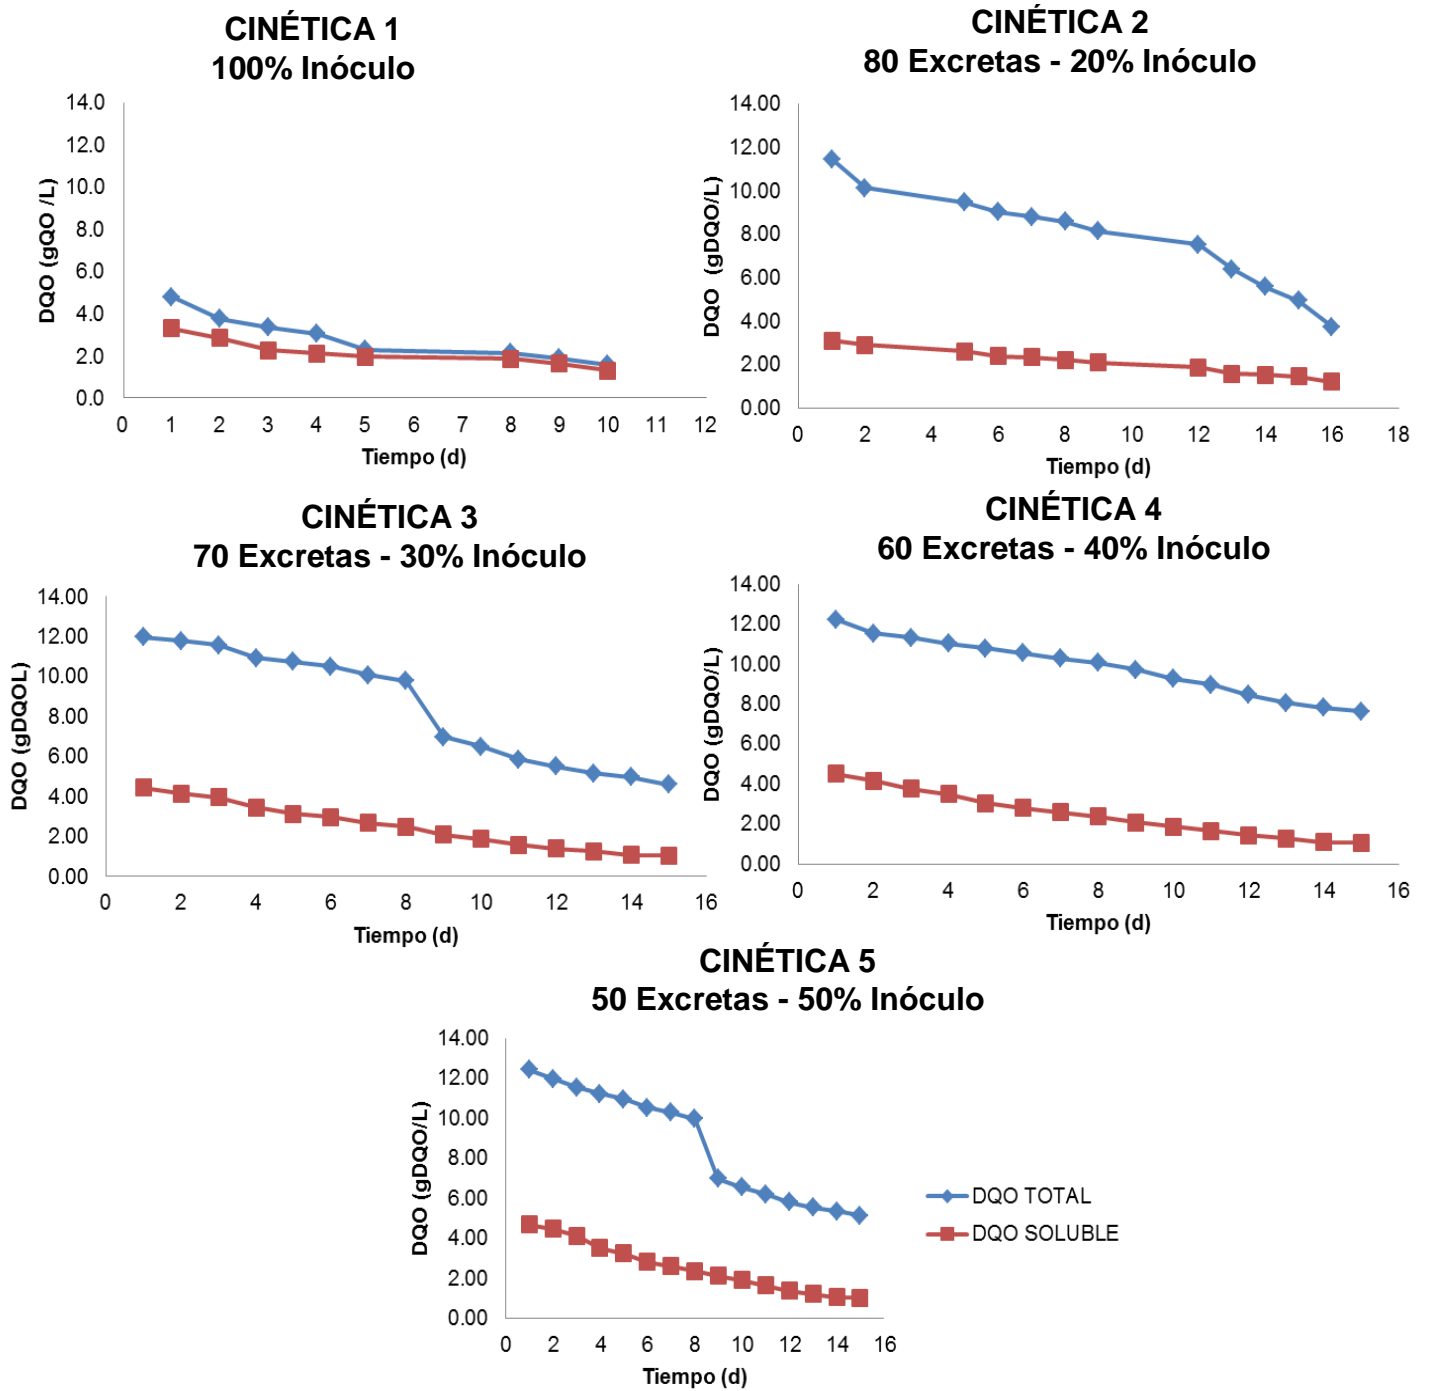 CINÉTICA 1
100% Inóculo
14.0
12.0
10.0
8.0
6.0
4.0
2.0
0.0
DQO (gQO /L)
0 1 2 3 4 5 6 7 8 9 10 11 12
Tiempo (d)
CINÉTICA 2
80 Excretas - 20% Inóculo
14.00
12.00
10.00
8.00
6.00
4.00
2.00
0.00
DQO (gDQO/L)
0 2 4 6 8 10 12 14 16 18
Tiempo (d)
CINÉTICA 3
70 Excretas - 30% Inóculo
14.00
12.00
10.00
8.00
6.00
4.00
2.00
0.00
DQO (gDQOL)
0 2 4 6 8 10 12 14 16
Tiempo (d)
CINÉTICA 4
60 Excretas - 40% Inóculo
14.00
12.00
10.00
8.00
6.00
4.00
2.00
0.00
DQO (gDQO/L)
0 2 4 6 8 10 12 14 16
Tiempo (d)
CINÉTICA 5
50 Excretas - 50% Inóculo
14.00
12.00
10.00
8.00
6.00
4.00
2.00
0.00
DQO (gDQO/L)
0 2 4 6 8 10 12 14 16
Tiempo (d)
DQO TOTAL
DQO SOLUBLE